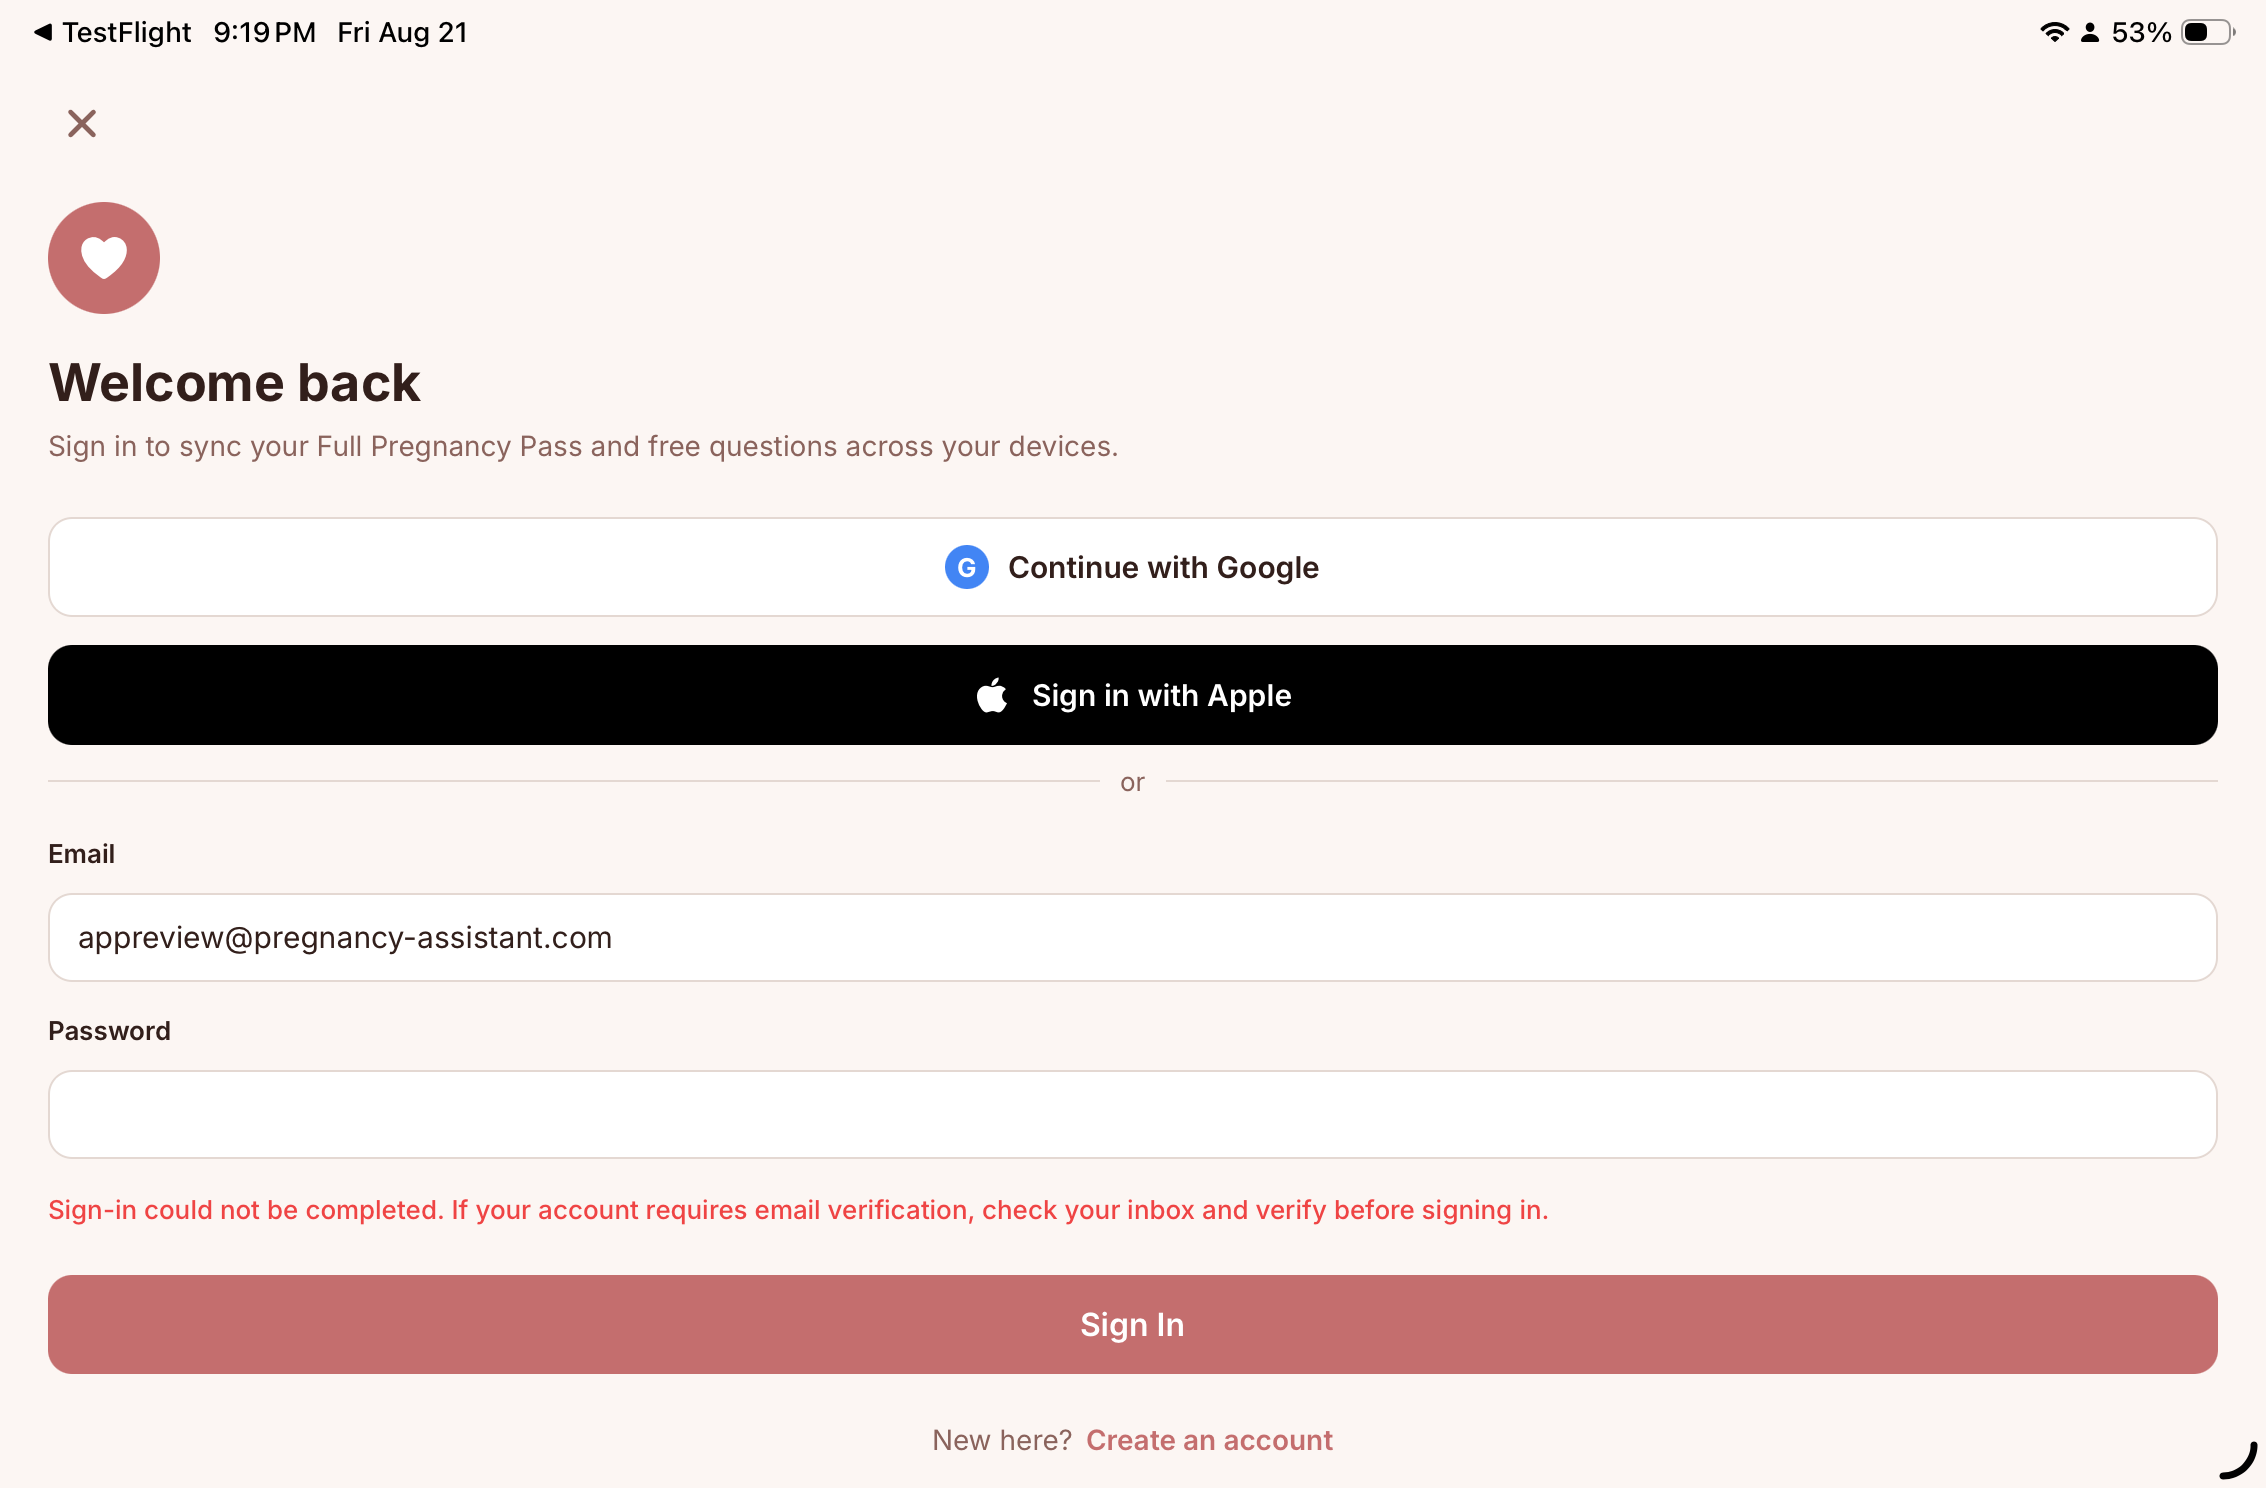 TestFlight 9:19 PM Fri Aug 21 53%
Welcome back
Sign in to sync your Full Pregnancy Pass and free questions across your devices.
G Continue with Google
Sign in with Apple
or
Email
appreview@pregnancy-assistant.com
Password
Sign-in could not be completed. If your account requires email verification, check your inbox and verify before signing in.
Sign In
New here? Create an account